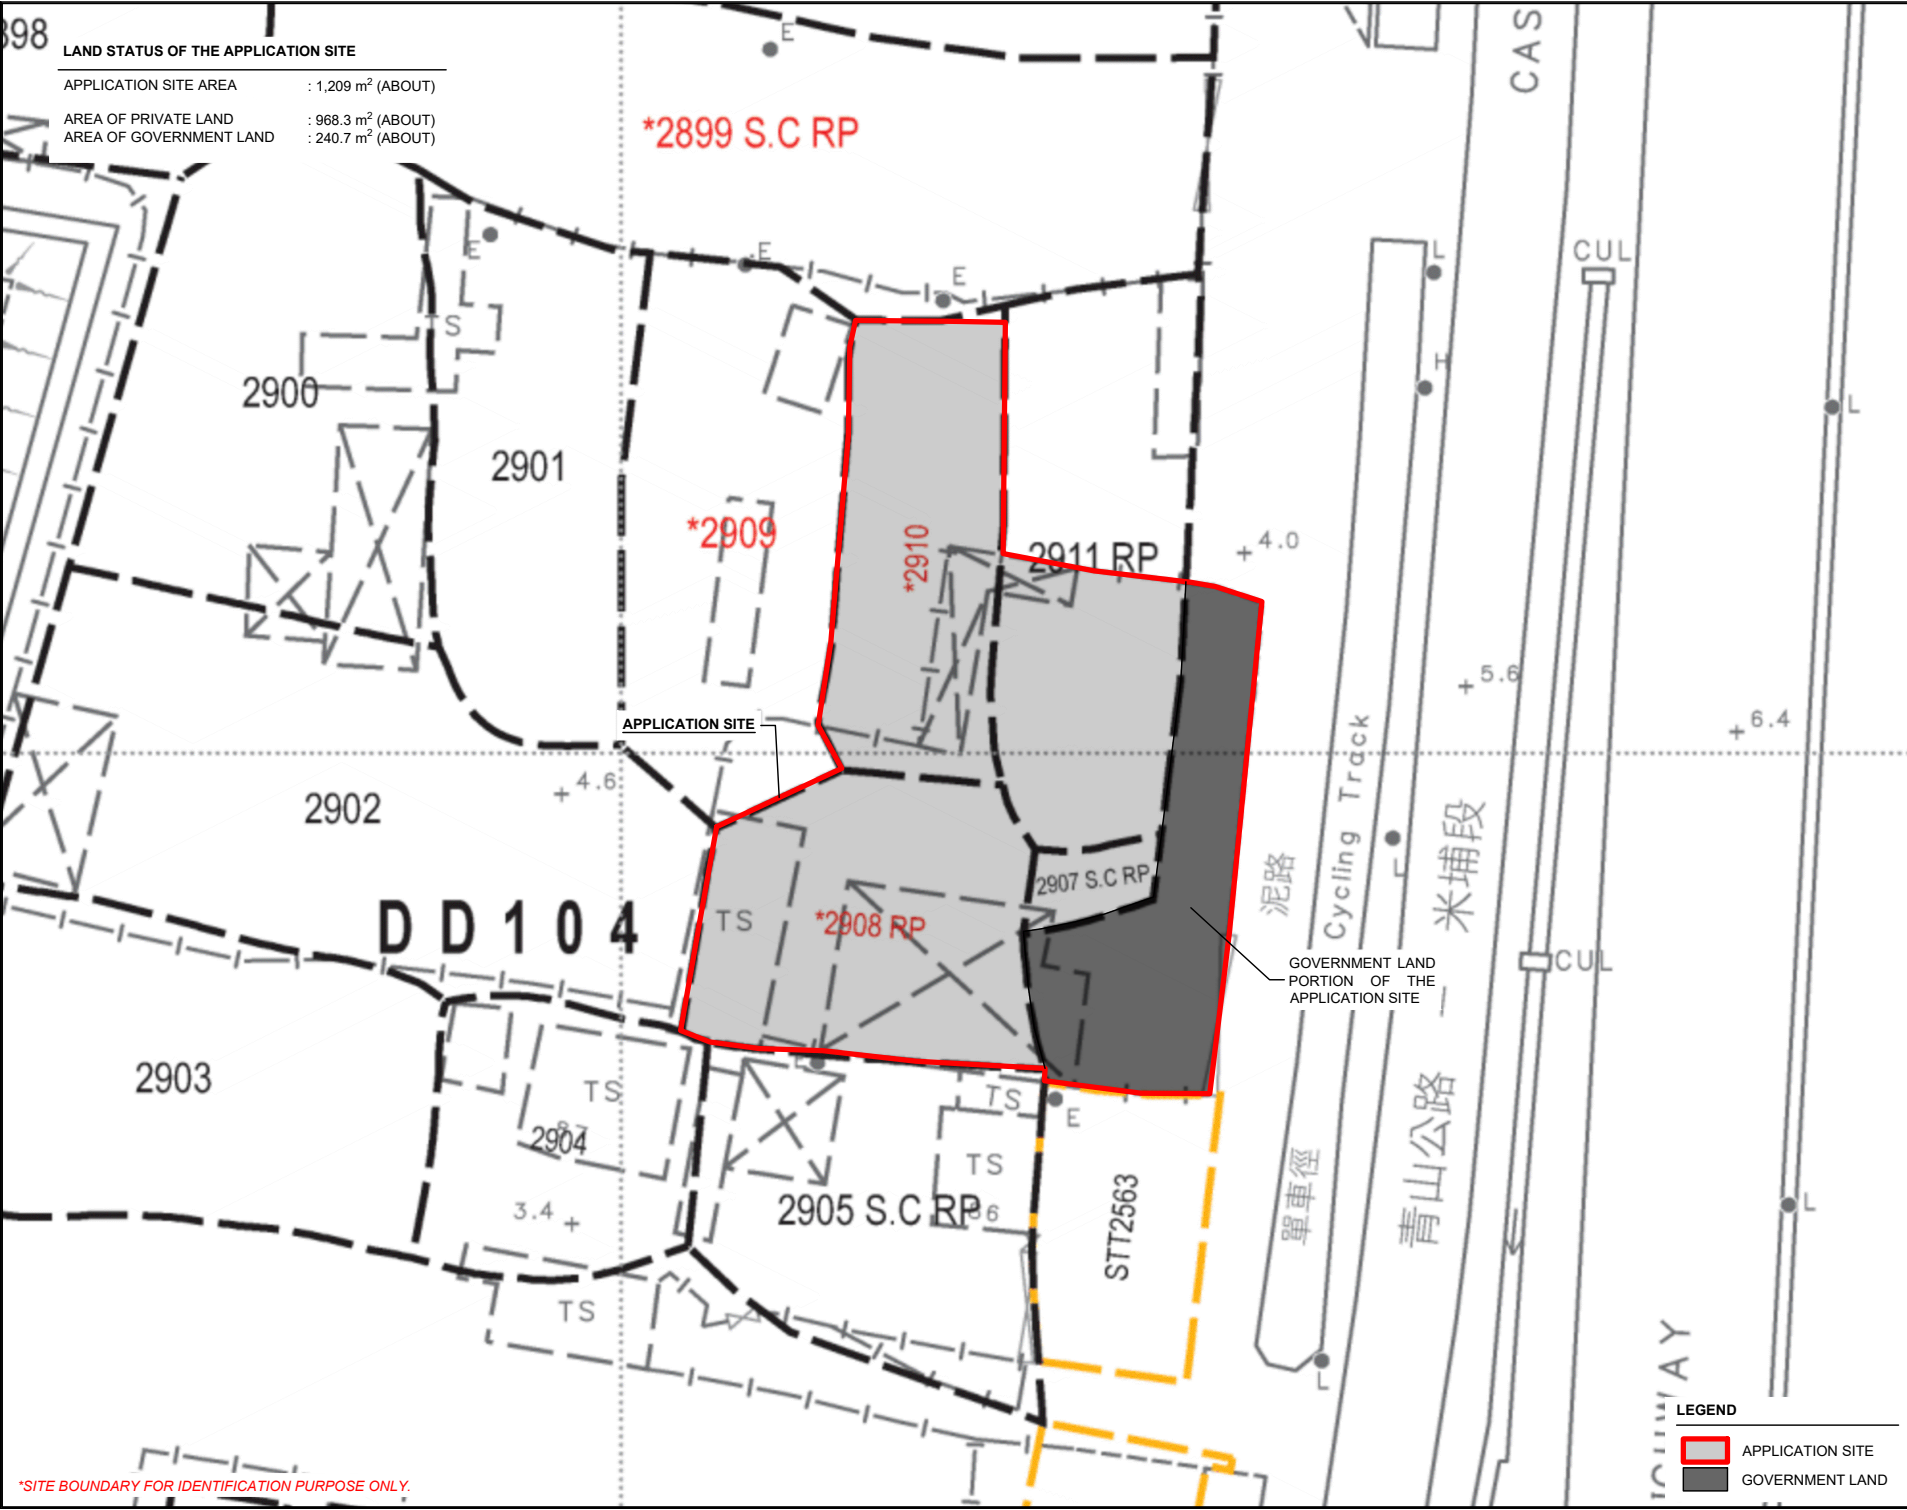 898
LAND STATUS OF THE APPLICATION SITE
APPLICATION SITE AREA : 1,209 m² (ABOUT)
AREA OF PRIVATE LAND : 968.3 m² (ABOUT)
AREA OF GOVERNMENT LAND : 240.7 m² (ABOUT)
E
CAS
*2899 S.C RP
E
E
E
L
CUL
TS
H
2900
L
2901
*2909
*2910
2911 RP
4.0
5.6
6.4
APPLICATION SITE
4.6
2902
Cycling Track
泥路
米埔段
L
2907 S.C RP
DD104
TS
*2908 RP
GOVERNMENT LAND
PORTION OF THE
APPLICATION SITE
CUL
2903
TS
E
TS
E
2904
TS
青山公路
單車徑
STT2563
L
3.4
2905 S.C RP
86
TS
L
WAY
LEGEND
APPLICATION SITE
GOVERNMENT LAND
*SITE BOUNDARY FOR IDENTIFICATION PURPOSE ONLY.